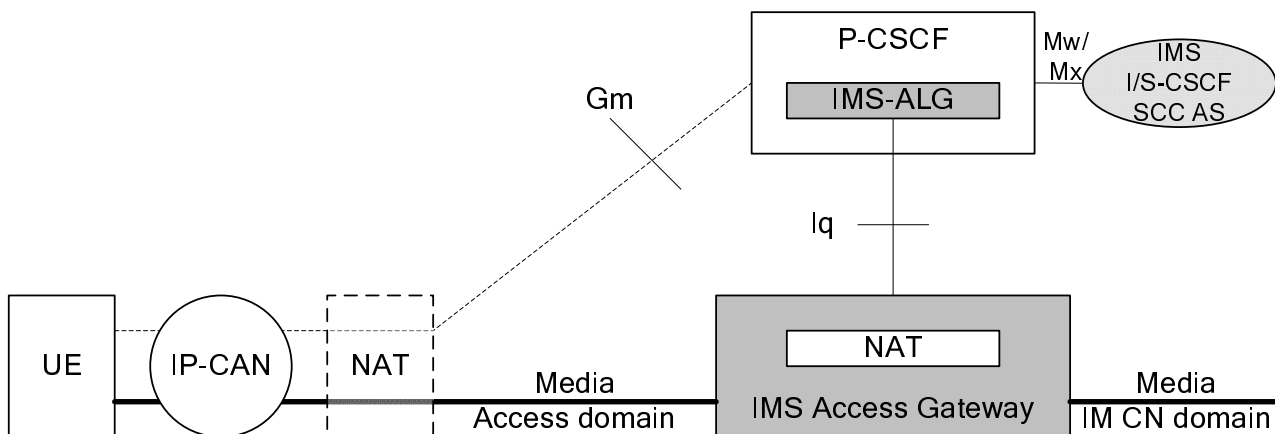 P-CSCF
IMS-ALG
Mw/
Mx
IMS
I/S-CSCF
SCC AS
Gm
Iq
UE
IP-CAN
NAT
Media
Access domain
NAT
IMS Access Gateway
Media
IM CN domain